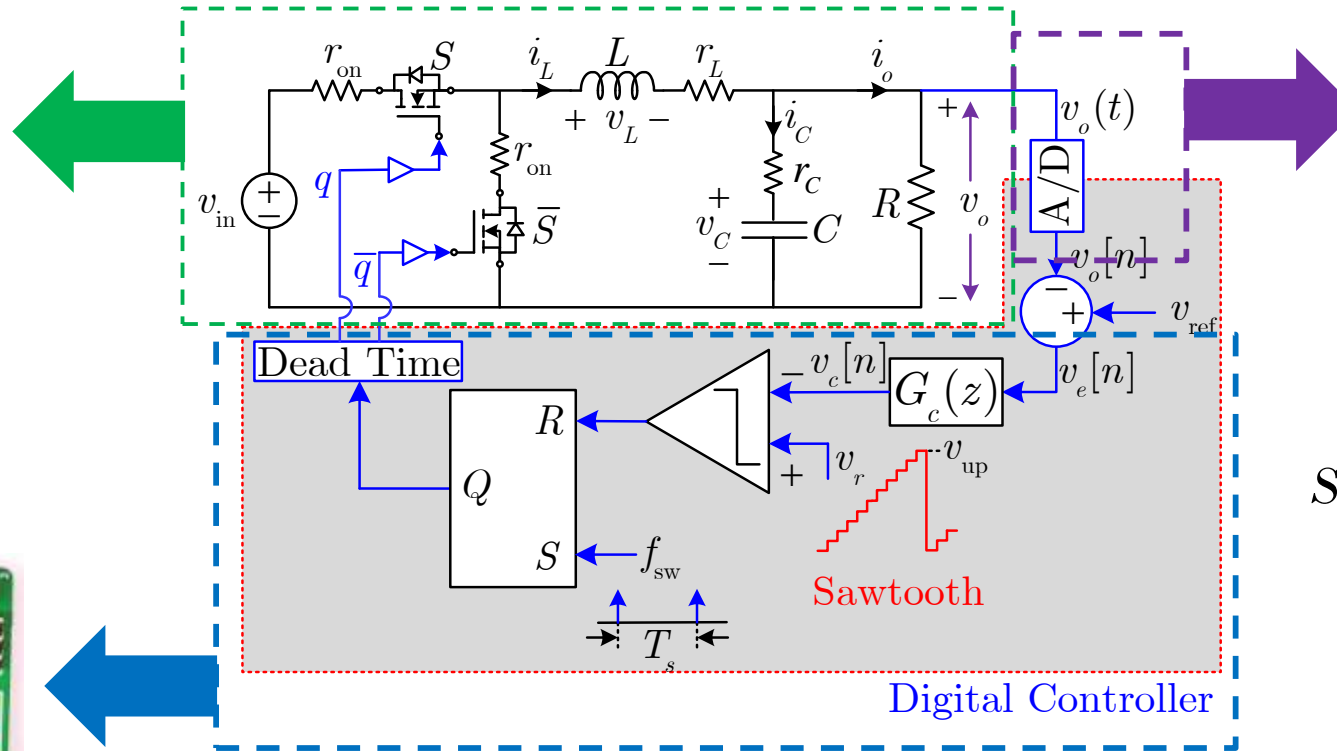 r_on
S
i_L
L
r_L
i_o
+ v_L −
i_C
+
v_o(t)
r_on
q
r_C
A/D
v_in
+
−
S̅
+
v_C
−
C
R
v_o
q̅
−
v_o[n]
−
+
v_ref
Dead Time
− v_c[n]
G_c(z)
v_e[n]
R
v_r
+
v_up
Q
S
f_sw
Sawtooth
T_s
S
Digital Controller